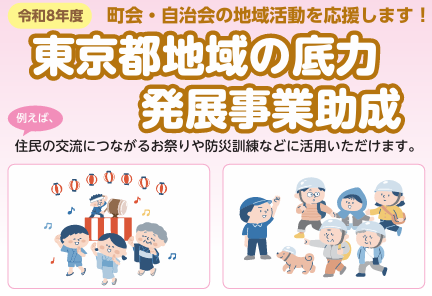 令和8年度
町会・自治会の地域活動を応援します!
東京都地域の底力
発展事業助成
例えば、
住民の交流につながるお祭りや防災訓練などに活用いただけます。